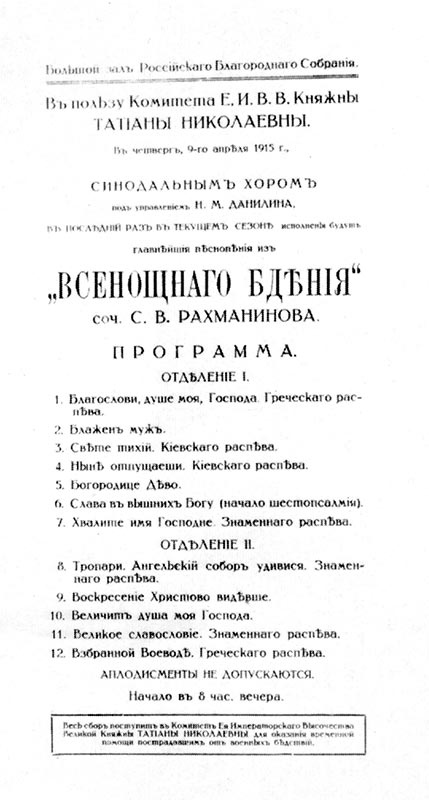 Большой залъ Россійскаго Благороднаго Собранія.
Въ пользу Комитета Е. И. В. В. Княжны
ТАТІАНЫ НИКОЛАЕВНЫ.
Въ четвергъ, 9-го апрѣля 1915 г.,
СИНОДАЛЬНЫМЪ ХОРОМЪ
подъ управленіемъ Н. М. ДАНИЛИНА,
ВЪ ПОСЛѢДНІЙ РАЗЪ ВЪ ТЕКУЩЕМЪ СЕЗОНѢ исполнены будутъ
главнѣйшія пѣснопѣнія изъ
„ВСЕНОЩНАГО БДѢНІЯ“
соч. С. В. РАХМАНИНОВА.
ПРОГРАММА.
ОТДѢЛЕНІЕ I.
1. Благослови, душе моя, Господа. Греческаго рас-
пѣва.
2. Блаженъ мужъ.
3. Свѣте тихій. Кіевскаго распѣва.
4. Нынѣ отпущаеши. Кіевскаго распѣва.
5. Богородице Дѣво.
6. Слава въ вышнихъ Богу (начало шестопсалмія).
7. Хвалите имя Господне. Знаменнаго распѣва.
ОТДѢЛЕНІЕ II.
8. Тропари. Ангельскій соборъ удивися. Знамен-
наго распѣва.
9. Воскресеніе Христово видѣвше.
10. Величитъ душа моя Господа.
11. Великое славословіе. Знаменнаго распѣва.
12. Взбранной Воеводѣ. Греческаго распѣва.
АПЛОДИСМЕНТЫ НЕ ДОПУСКАЮТСЯ.
Начало въ 8 час. вечера.
Весь сборъ поступитъ въ Комитетъ Ея Императорскаго Высочества
Великой Княжны ТАТІАНЫ НИКОЛАЕВНЫ для оказанія временной
помощи пострадавшимъ отъ военныхъ бѣдствій.